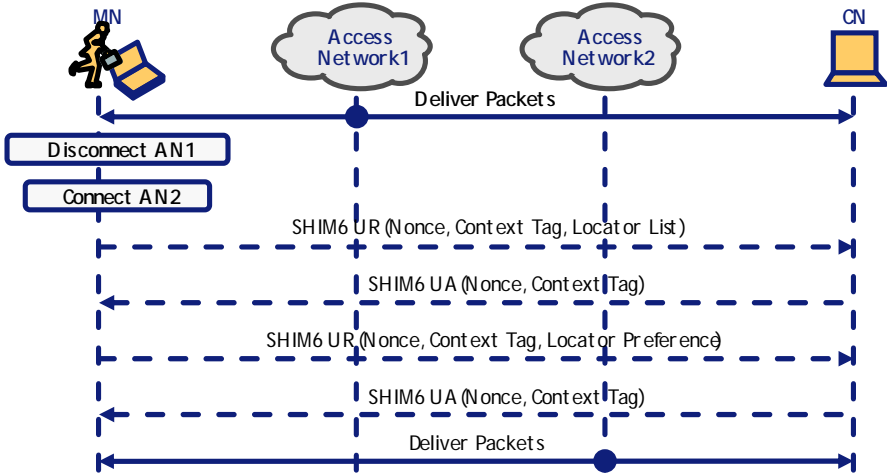 MN
Access
Network1
Access
Network2
CN
Deliver Packets
Disconnect AN1
Connect AN2
SHIM6 UR(Nonce, Context Tag, Locator List)
SHIM6 UA(Nonce, Context Tag)
SHIM6 UR(Nonce, Context Tag, Locator Preference)
SHIM6 UA(Nonce, Context Tag)
Deliver Packets